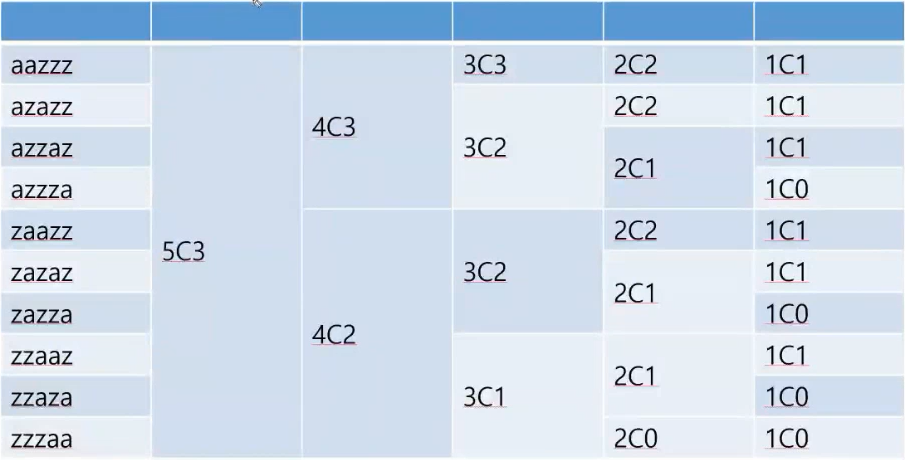 aazzz 3C3 2C2 1C1
azazz 2C2 1C1
4C3
azzaz 3C2 1C1
2C1
azzza 1C0
zaazz 2C2 1C1
5C3
zazaz 3C2 1C1
2C1
zazza 1C0
4C2
zzaaz 1C1
2C1
zzaza 3C1 1C0
zzzaa 2C0 1C0